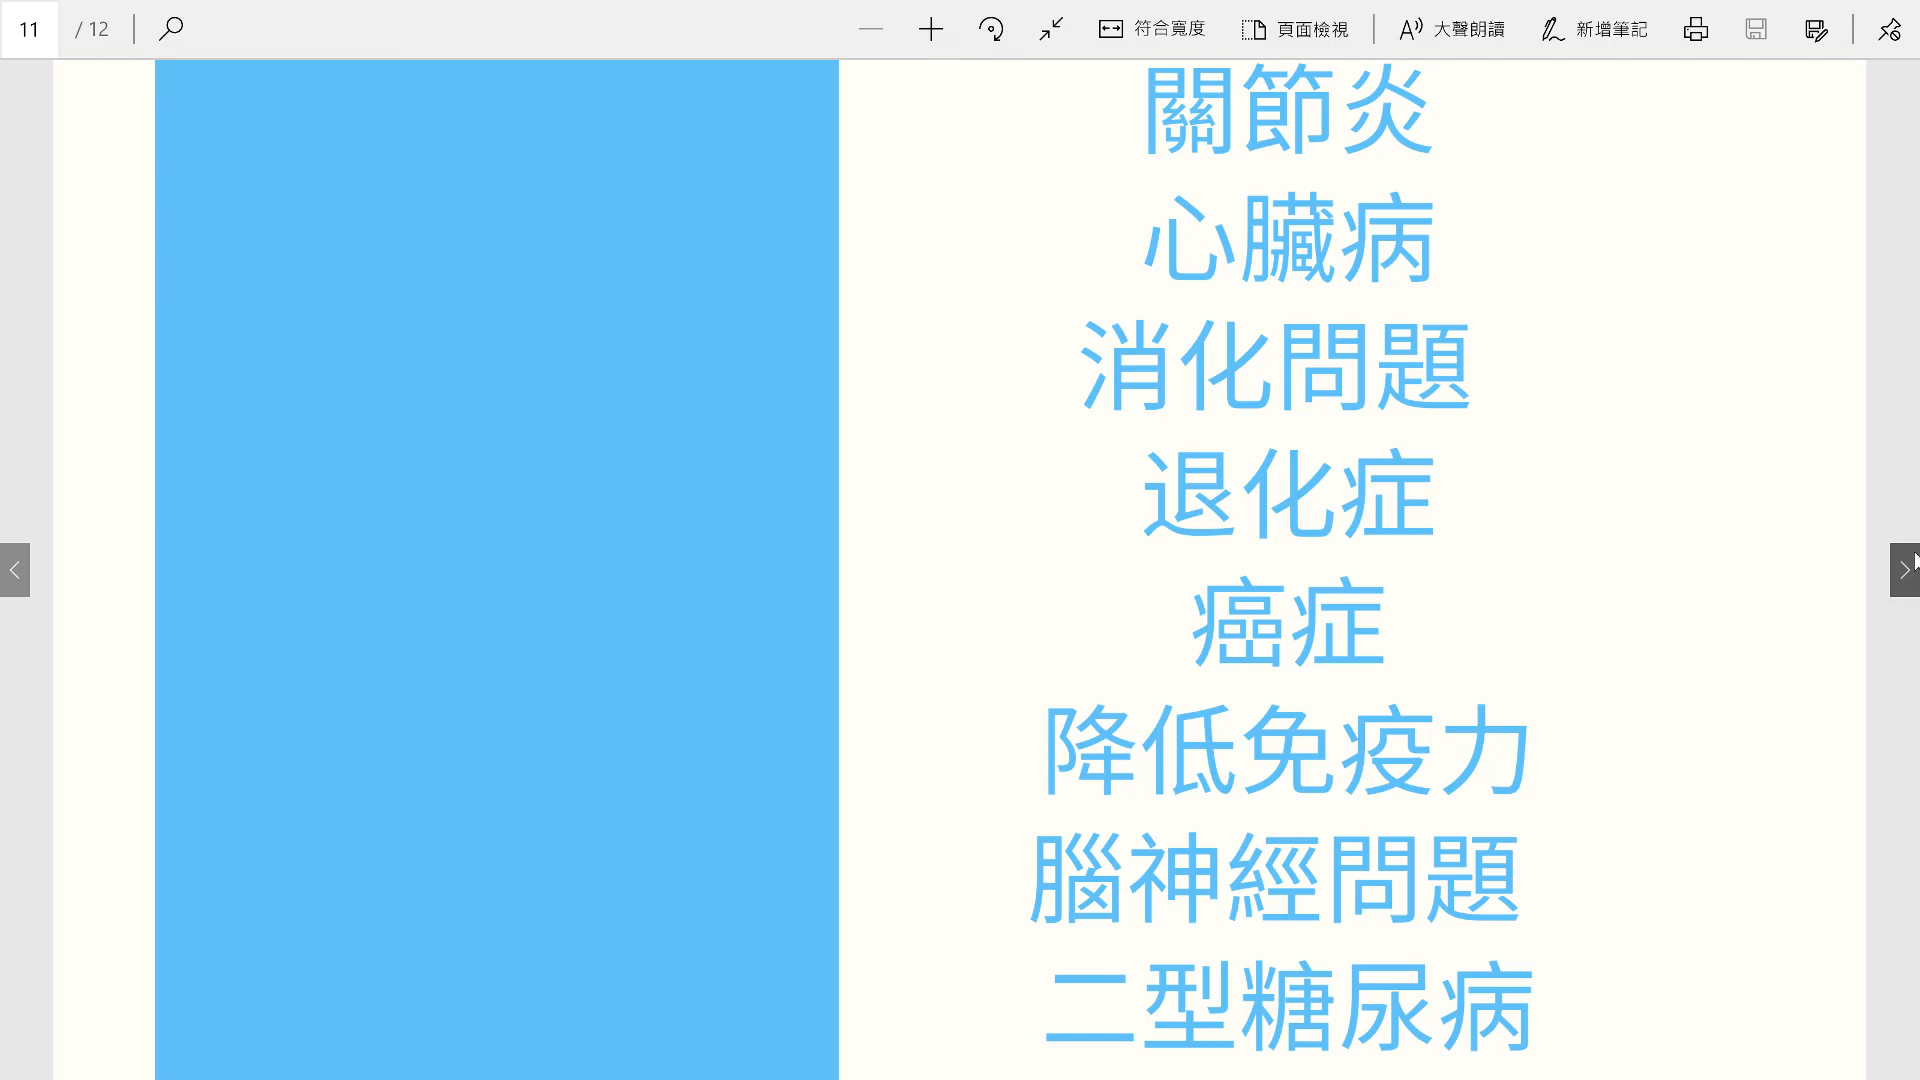 11 / 12 符合寬度 頁面檢視 大聲朗讀 新增筆記
關節炎
心臟病
消化問題
退化症
癌症
降低免疫力
腦神經問題
二型糖尿病